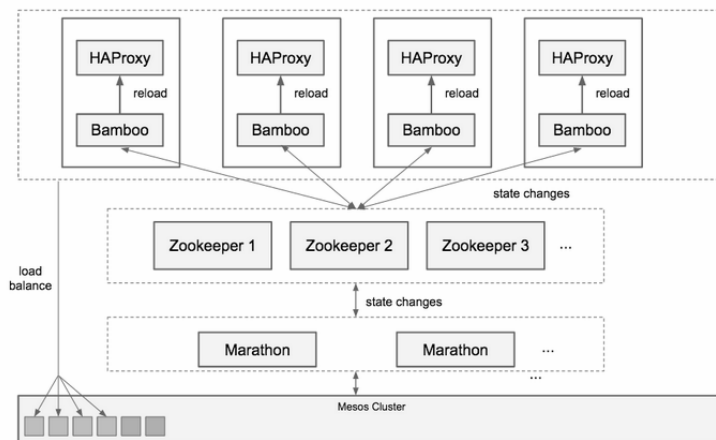 HAProxy
HAProxy
HAProxy
HAProxy
reload
reload
reload
reload
Bamboo
Bamboo
Bamboo
Bamboo
state changes
Zookeeper 1
Zookeeper 2
Zookeeper 3
...
load
balance
state changes
Marathon
Marathon
...
...
Mesos Cluster